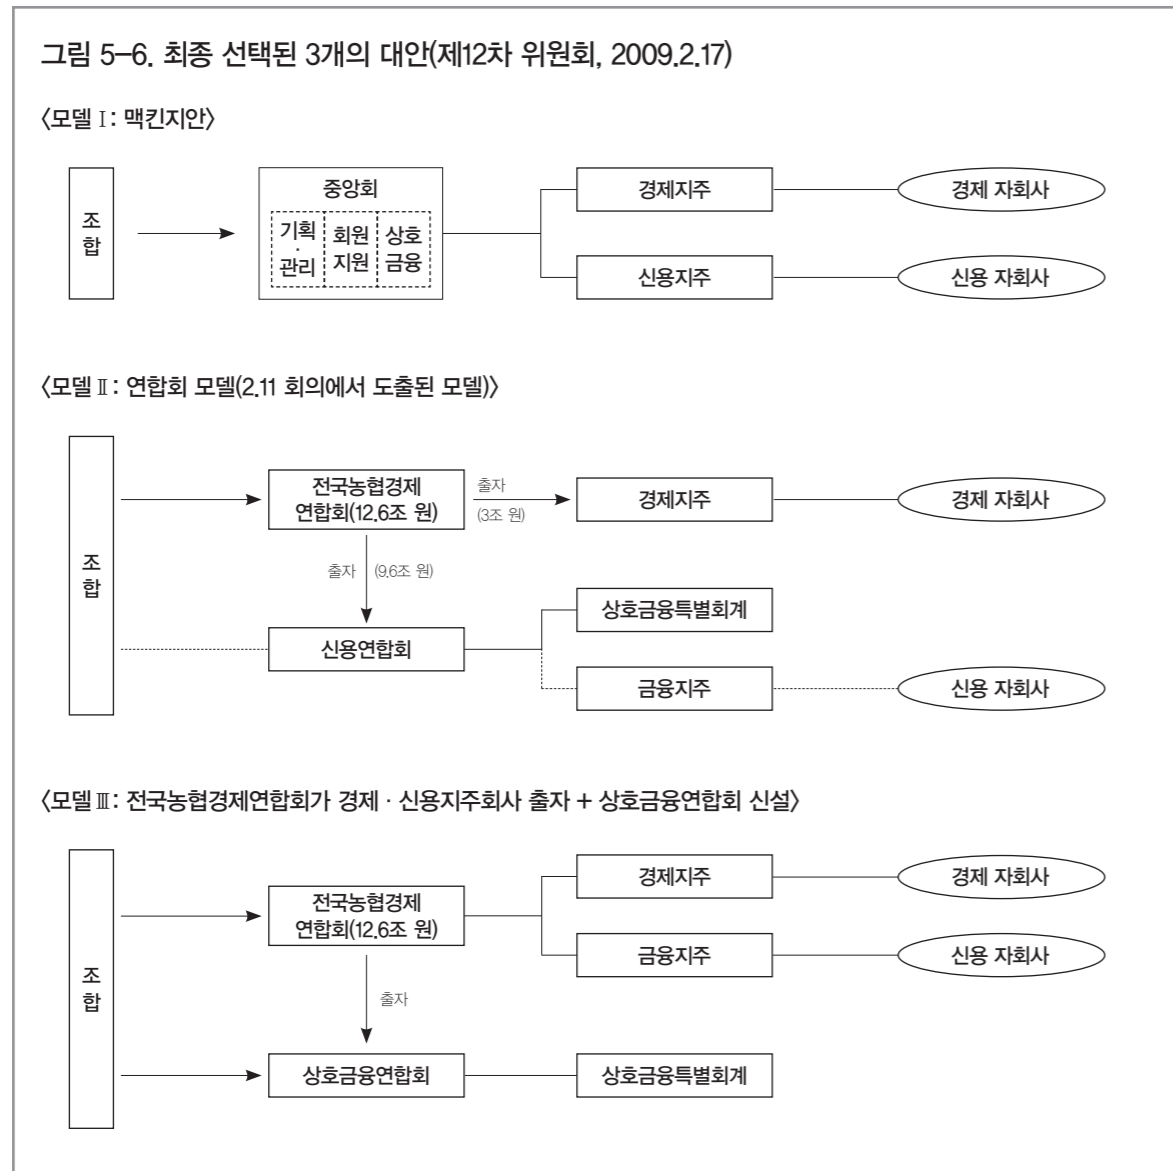 그림 5-6. 최종 선택된 3개의 대안(제12차 위원회, 2009.2.17)
〈모델 Ⅰ: 맥킨지안〉
조
합
중앙회
기획
·
관리
회원
지원
상호
금융
경제지주
경제 자회사
신용지주
신용 자회사
〈모델 Ⅱ: 연합회 모델(2.11 회의에서 도출된 모델)〉
조
합
전국농협경제
연합회(12.6조 원)
출자
(3조 원)
경제지주
경제 자회사
출자
(9.6조 원)
신용연합회
상호금융특별회계
금융지주
신용 자회사
〈모델 Ⅲ: 전국농협경제연합회가 경제 · 신용지주회사 출자 + 상호금융연합회 신설〉
조
합
전국농협경제
연합회(12.6조 원)
경제지주
경제 자회사
금융지주
신용 자회사
출자
상호금융연합회
상호금융특별회계